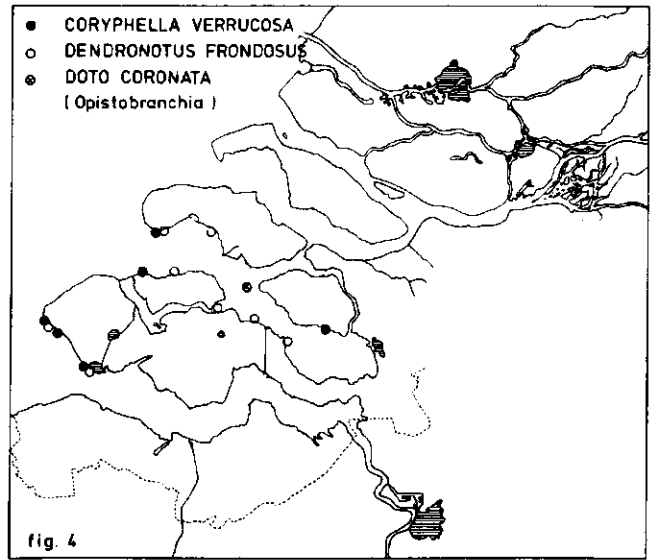 ● CORYPHELLA VERRUCOSA
○ DENDRONOTUS FRONDOSUS
⊗ DOTO CORONATA
(Opistobranchia)
fig. 4